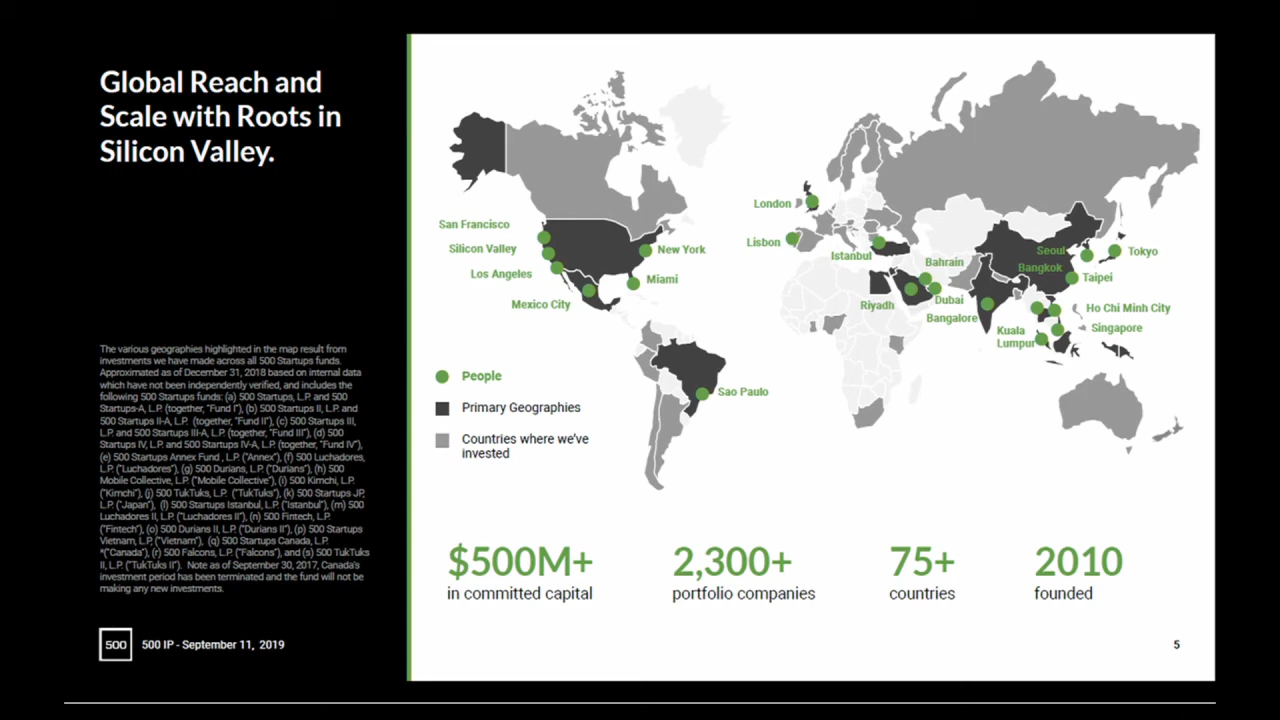 Global Reach and
Scale with Roots in
Silicon Valley.
The various geographies highlighted in the map result from
investments we have made across all 500 Startups funds.
Approximated as of December 31, 2018 based on internal data
which have not been independently verified, and includes the
following 500 Startups funds: (a) 500 Startups, L.P. and 500
Startups-A, L.P. (together, "Fund I"), (b) 500 Startups II, L.P. and
500 Startups II-A, L.P. (together, "Fund II"), (c) 500 Startups III,
L.P. and 500 Startups III-A, L.P. (together, "Fund III"), (d) 500
Startups IV, L.P. and 500 Startups IV-A, L.P. (together, "Fund IV"),
(e) 500 Startups Annex Fund , L.P. ("Annex"), (f) 500 Luchadores,
L.P. ("Luchadores"), (g) 500 Durians, L.P. ("Durians"), (h) 500
Mobile Collective, L.P. ("Mobile Collective"), (i) 500 Kimchi, L.P.
("Kimchi"), (j) 500 TukTuks, L.P. ("TukTuks"), (k) 500 Startups JP,
L.P. ("Japan"), (l) 500 Startups Istanbul, L.P. ("Istanbul"), (m) 500
Luchadores II, L.P. ("Luchadores II"), (n) 500 Fintech, L.P.
("Fintech"), (o) 500 Durians II, L.P. ("Durians II"), (p) 500 Startups
Vietnam, L.P., ("Vietnam"), (q) 500 Startups Canada, L.P.
*("Canada"), (r) 500 Falcons, L.P. ("Falcons"), and (s) 500 TukTuks
II, L.P. ("TukTuks II"). Note as of September 30, 2017, Canada's
investment period has been terminated and the fund will not be
making any new investments.
500
500 IP - September 11, 2019
San Francisco
Silicon Valley
Los Angeles
Mexico City
New York
Miami
Sao Paulo
London
Lisbon
Istanbul
Bahrain
Riyadh
Dubai
Bangalore
Seoul
Bangkok
Tokyo
Taipei
Ho Chi Minh City
Singapore
Kuala
Lumpur
People
Primary Geographies
Countries where we've
invested
$500M+
in committed capital
2,300+
portfolio companies
75+
countries
2010
founded
5